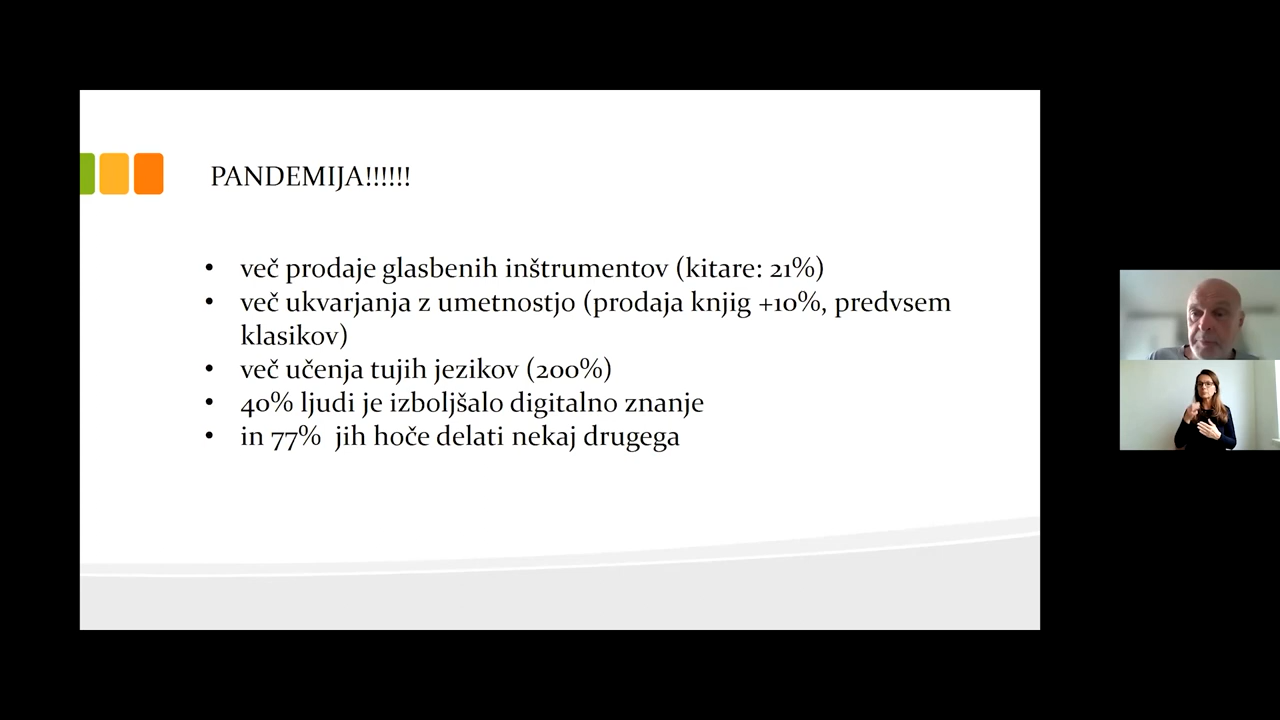 PANDEMIJA!!!!!!
• več prodaje glasbenih inštrumentov (kitare: 21%)
• več ukvarjanja z umetnostjo (prodaja knjig +10%, predvsem
klasikov)
• več učenja tujih jezikov (200%)
• 40% ljudi je izboljšalo digitalno znanje
• in 77%  jih hoče delati nekaj drugega